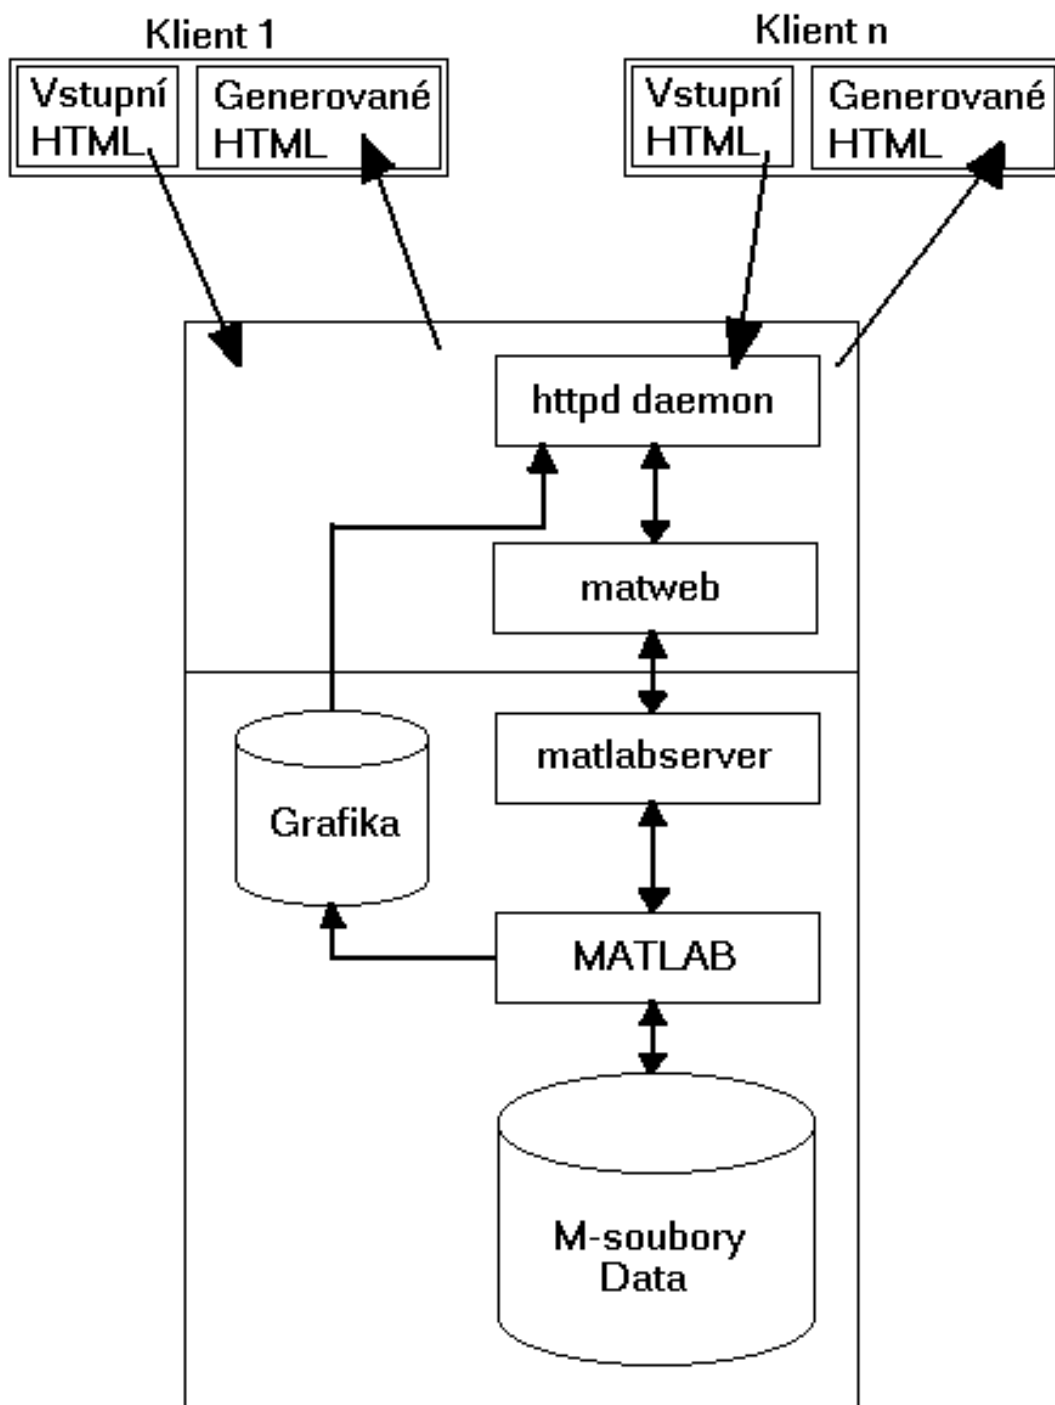 Klient 1
Vstupní
HTML
Generované
HTML
Klient n
Vstupní
HTML
Generované
HTML
httpd daemon
matweb
matlabserver
Grafika
MATLAB
M-soubory
Data